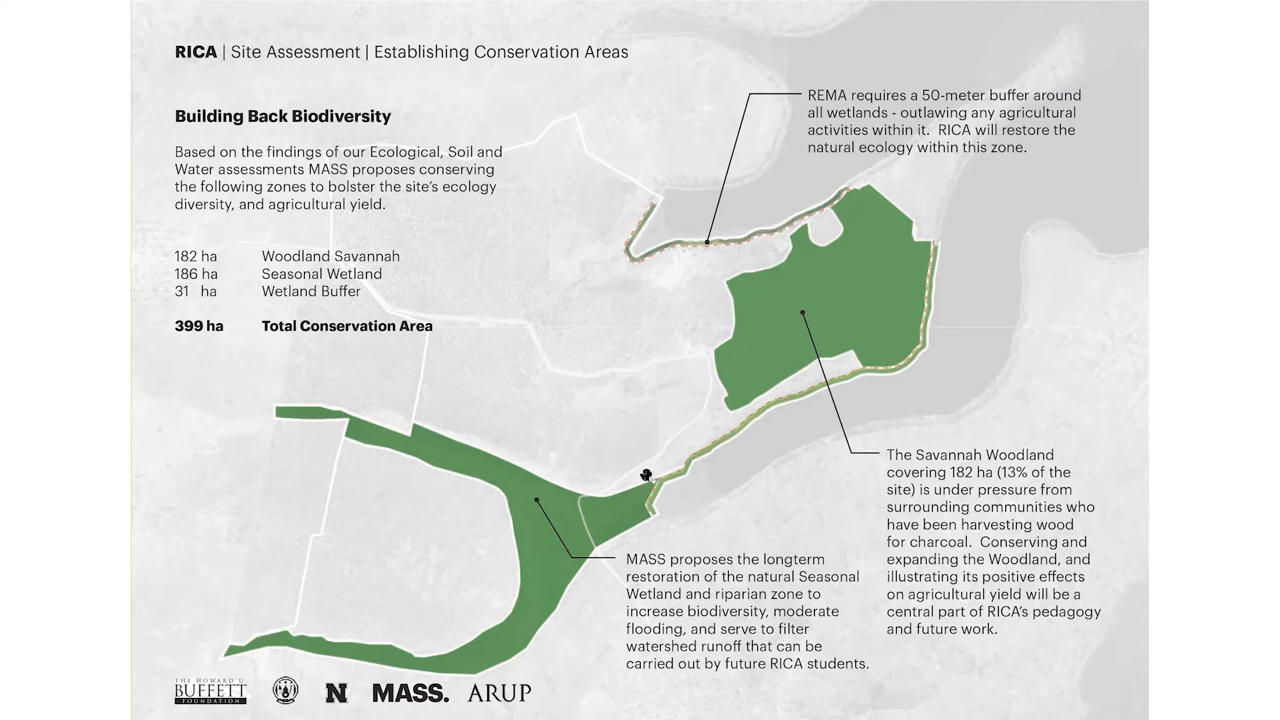 RICA | Site Assessment | Establishing Conservation Areas
Building Back Biodiversity
Based on the findings of our Ecological, Soil and
Water assessments MASS proposes conserving
the following zones to bolster the site's ecology
diversity, and agricultural yield.
182 ha Woodland Savannah
186 ha Seasonal Wetland
31 ha Wetland Buffer
399 ha Total Conservation Area
REMA requires a 50-meter buffer around
all wetlands - outlawing any agricultural
activities within it. RICA will restore the
natural ecology within this zone.
The Savannah Woodland
covering 182 ha (13% of the
site) is under pressure from
surrounding communities who
have been harvesting wood
for charcoal. Conserving and
expanding the Woodland, and
illustrating its positive effects
on agricultural yield will be a
central part of RICA's pedagogy
and future work.
MASS proposes the longterm
restoration of the natural Seasonal
Wetland and riparian zone to
increase biodiversity, moderate
flooding, and serve to filter
watershed runoff that can be
carried out by future RICA students.
THE HOWARD G.
BUFFETT
FOUNDATION
N
MASS.
ARUP